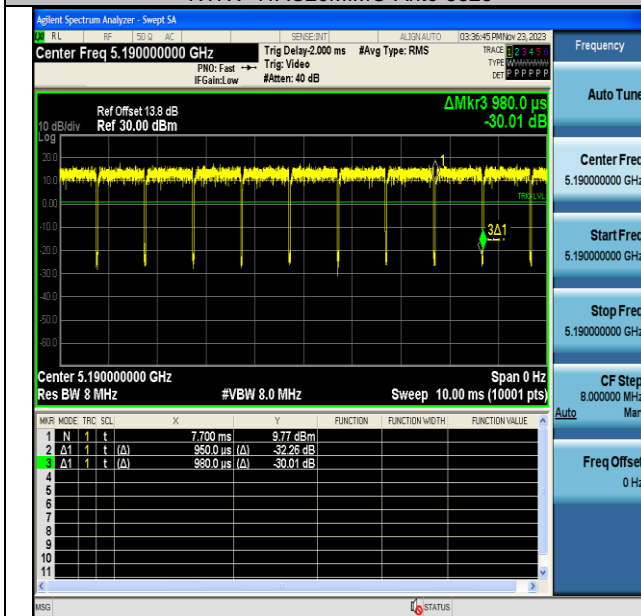 Agilent Spectrum Analyzer - Swept SA
RL RF 50 Ω AC SENSE:INT ALIGN AUTO 03:36:45 PM Nov 23, 2023
Center Freq 5.190000000 GHz Trig Delay-2.000 ms #Avg Type: RMS TRACE 1 2 3 4 5 6
PNO: Fast Trig: Video TYPE WWWWWW
IFGain:Low #Atten: 40 dB DET P P P P P P
Ref Offset 13.8 dB ΔMkr3 980.0 µs
10 dB/div Ref 30.00 dBm -30.01 dB
Log
20.0
10.0
0.00
-10.0
-20.0
-30.0
-40.0
-50.0
-60.0
1
TRIG LVL
3Δ1
Center 5.190000000 GHz Span 0 Hz
Res BW 8 MHz #VBW 8.0 MHz Sweep 10.00 ms (10001 pts)
MKR MODE TRC SCL X Y FUNCTION FUNCTION WIDTH FUNCTION VALUE
1 N 1 t 7.700 ms 9.77 dBm
2 Δ1 1 t (Δ) 950.0 µs (Δ) -32.26 dB
3 Δ1 1 t (Δ) 980.0 µs (Δ) -30.01 dB
4
5
6
7
8
9
10
11
MSG STATUS
Frequency
Auto Tune
Center Freq
5.190000000 GHz
Start Freq
5.190000000 GHz
Stop Freq
5.190000000 GHz
CF Step
8.000000 MHz
Auto Man
Freq Offset
0 Hz